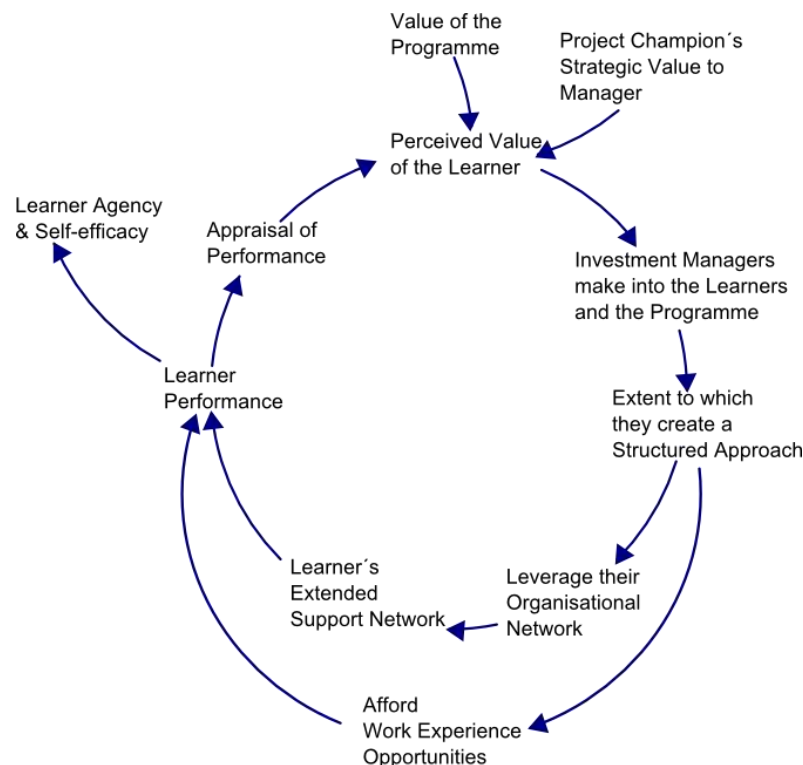 Value of the
Programme
Project Champion´s
Strategic Value to
Manager
Perceived Value
of the Learner
Learner Agency
& Self-efficacy
Appraisal of
Performance
Investment Managers
make into the Learners
and the Programme
Learner
Performance
Extent to which
they create a
Structured Approach
Learner´s
Extended
Support Network
Leverage their
Organisational
Network
Afford
Work Experience
Opportunities